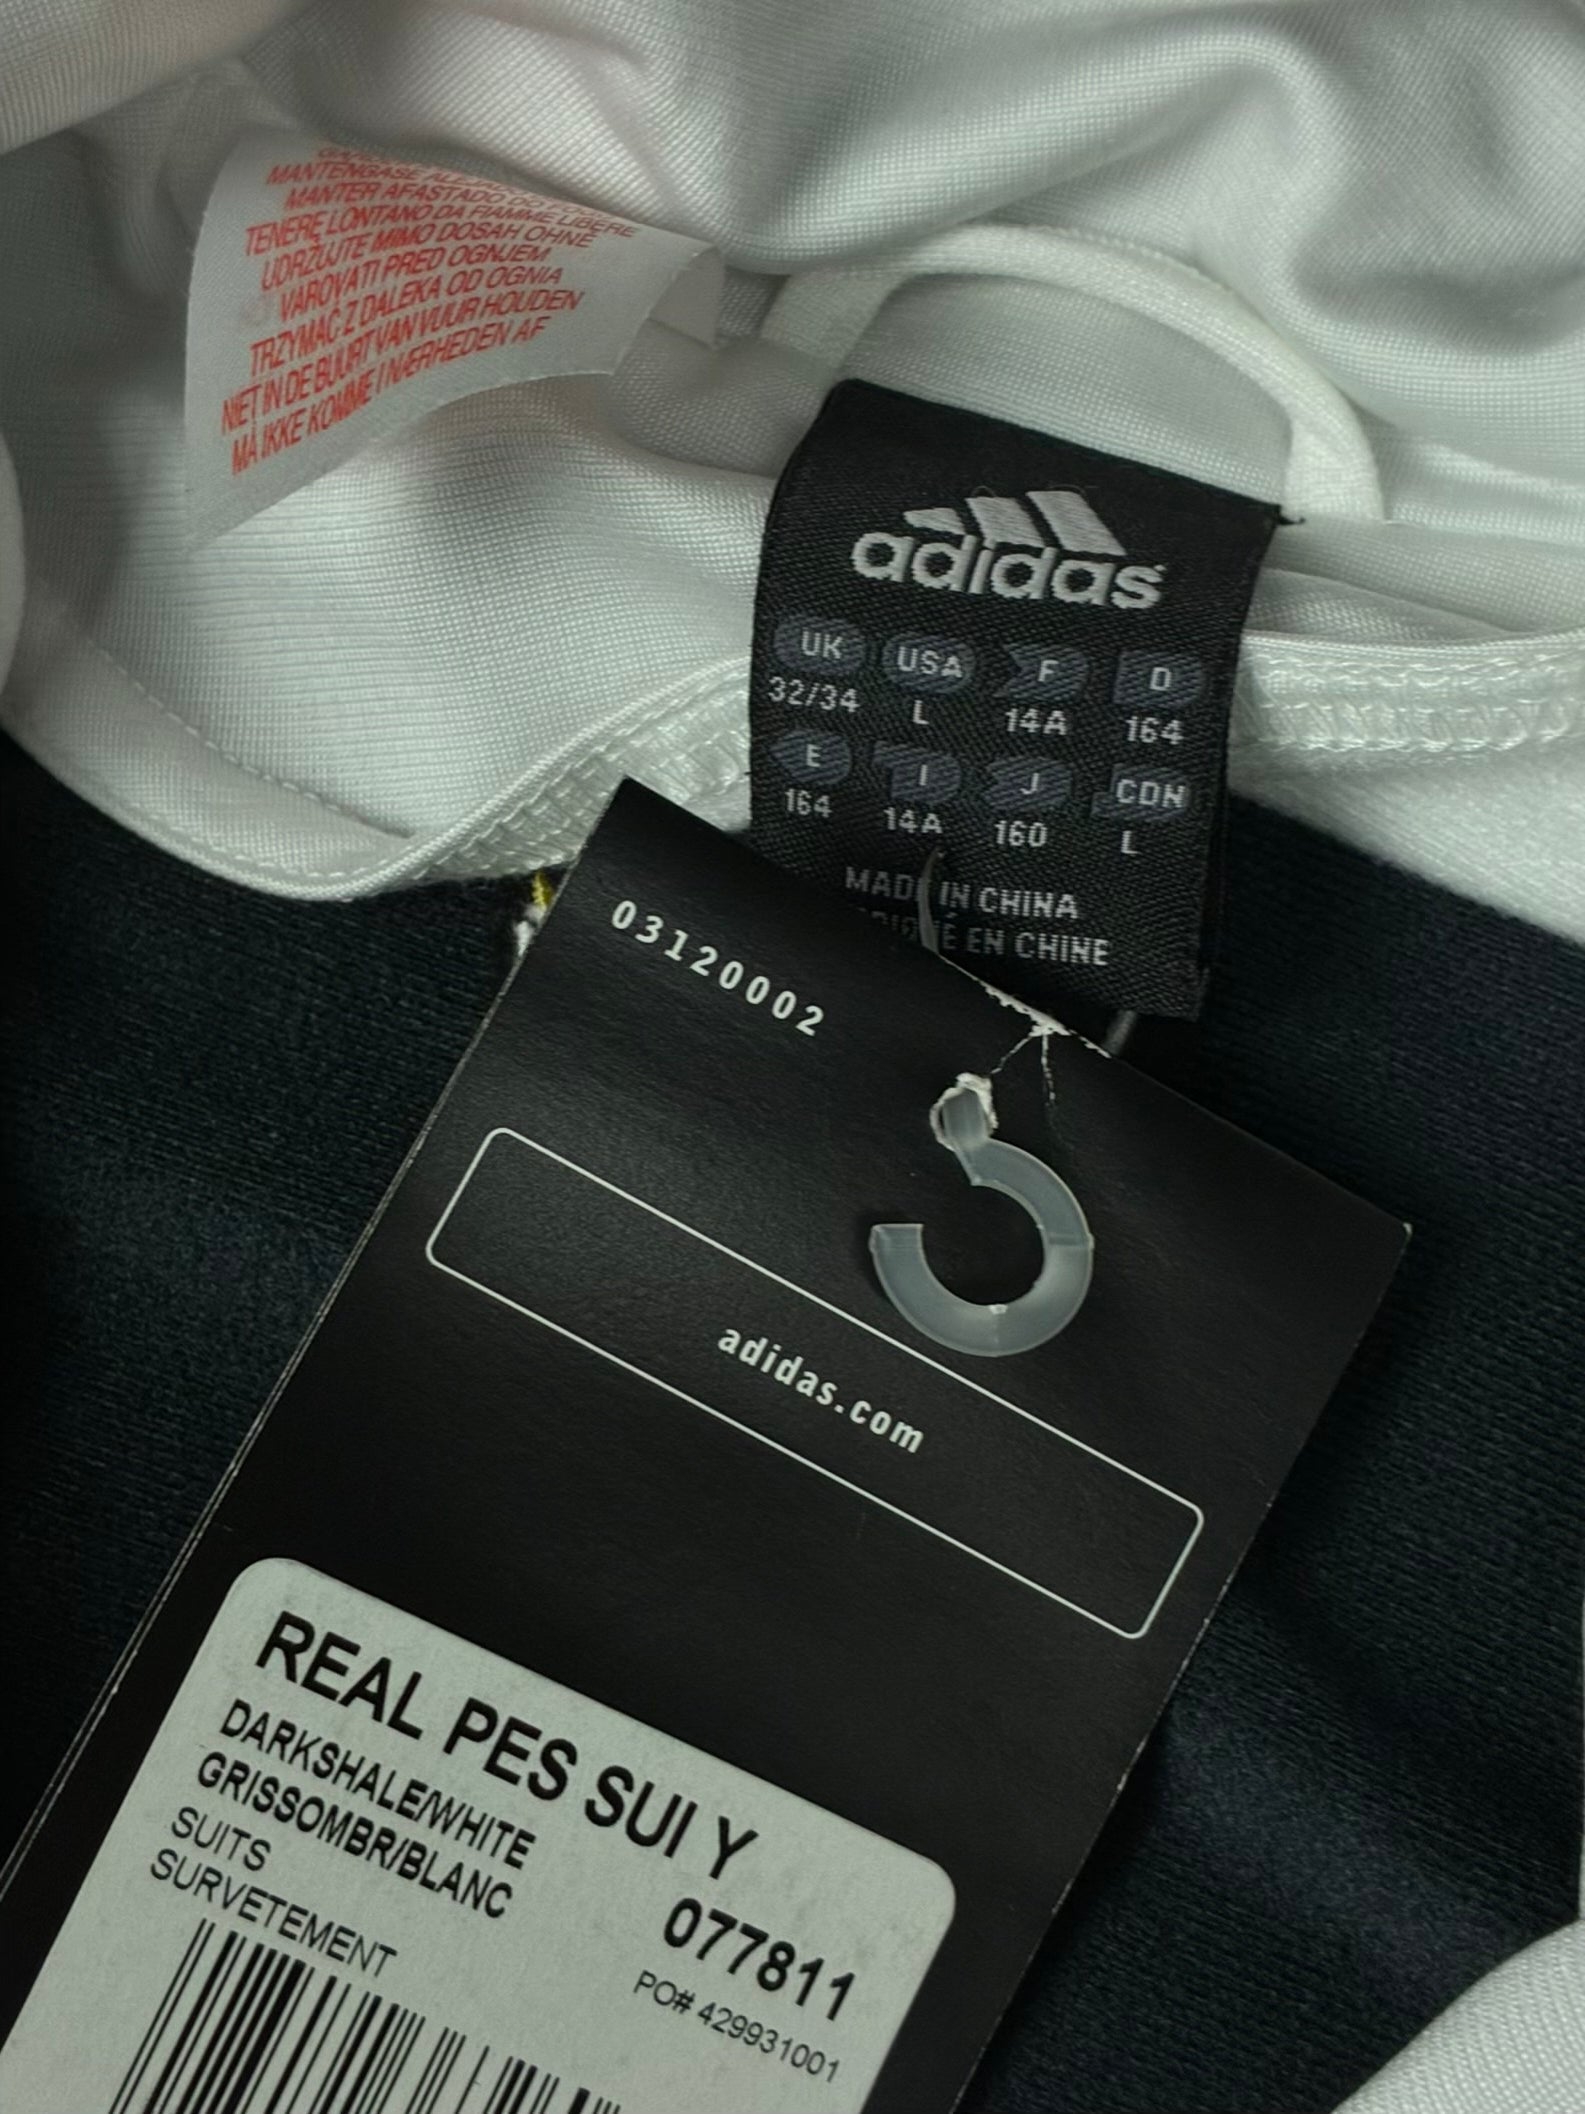 MANTENGASE
MANTER AFASTADO DO
TENERE LONTANO DA FIAMME LIBERE
UDRŽUJTE MIMO DOSAH OHNE
VAROVATI PRED OGNJEM
TRZYMAĆ Z DALEKA OD OGNIA
NIET IN DE BUURT VAN VUUR HOUDEN
MÅ IKKE KOMME I NÆRHEDEN AF
adidas
UK USA F D
32/34 L 14A 164
E I J CDN
164 14A 160 L
MADE IN CHINA
É EN CHINE
03120002
adidas.com
REAL PES SUI Y
DARKSHALE/WHITE
GRISSOMBR/BLANC
SUITS
SURVETEMENT
077811
PO# 429931001